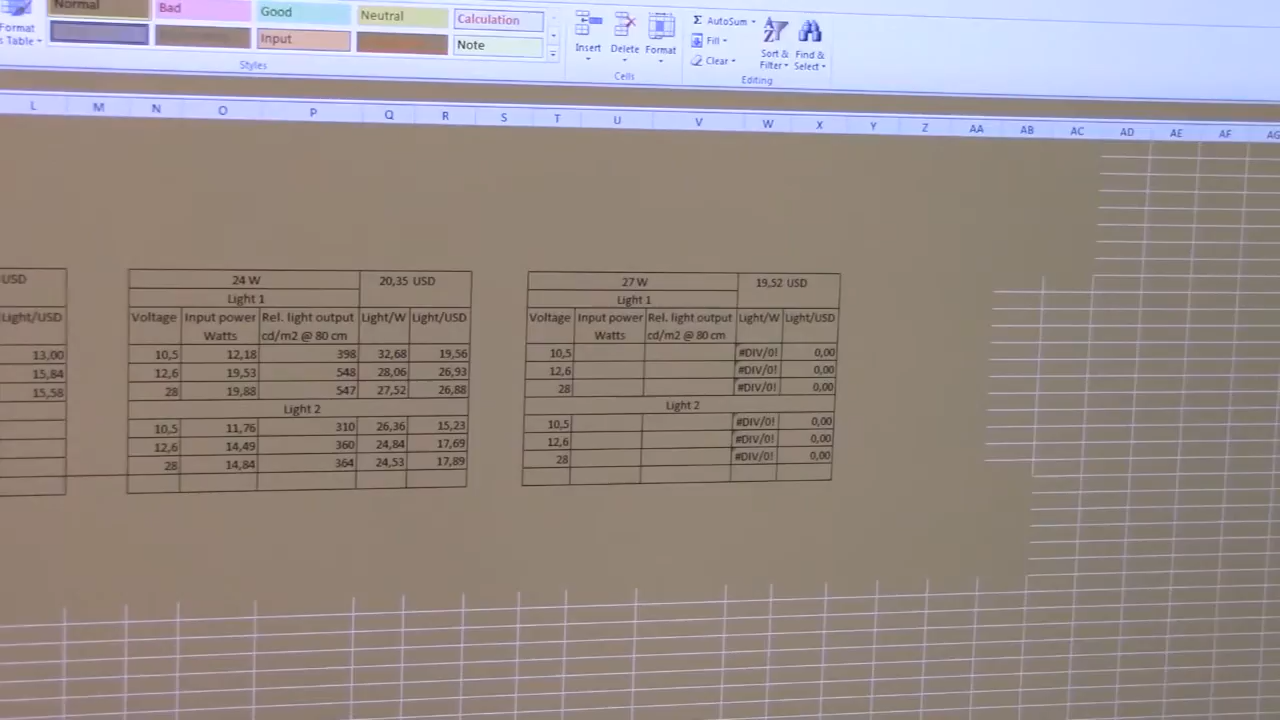 Normal Bad Good Neutral Calculation
Input Note
Format
s Table
Insert Delete Format
AutoSum
Fill
Clear
Sort & Filter
Find & Select
Styles Cells Editing
L M N O P Q R S T U V W X Y Z AA AB AC AD AE AF AG
USD
Light/USD
13,00
15,84
15,58
24 W 20,35 USD
Light 1
Voltage Input power Rel. light output Light/W Light/USD
Watts cd/m2 @ 80 cm
10,5 12,18 398 32,68 19,56
12,6 19,53 548 28,06 26,93
28 19,88 547 27,52 26,88
Light 2
10,5 11,76 310 26,36 15,23
12,6 14,49 360 24,84 17,69
28 14,84 364 24,53 17,89
27 W 19,52 USD
Light 1
Voltage Input power Rel. light output Light/W Light/USD
Watts cd/m2 @ 80 cm
10,5 #DIV/0! 0,00
12,6 #DIV/0! 0,00
28 #DIV/0! 0,00
Light 2
10,5 #DIV/0! 0,00
12,6 #DIV/0! 0,00
28 #DIV/0! 0,00